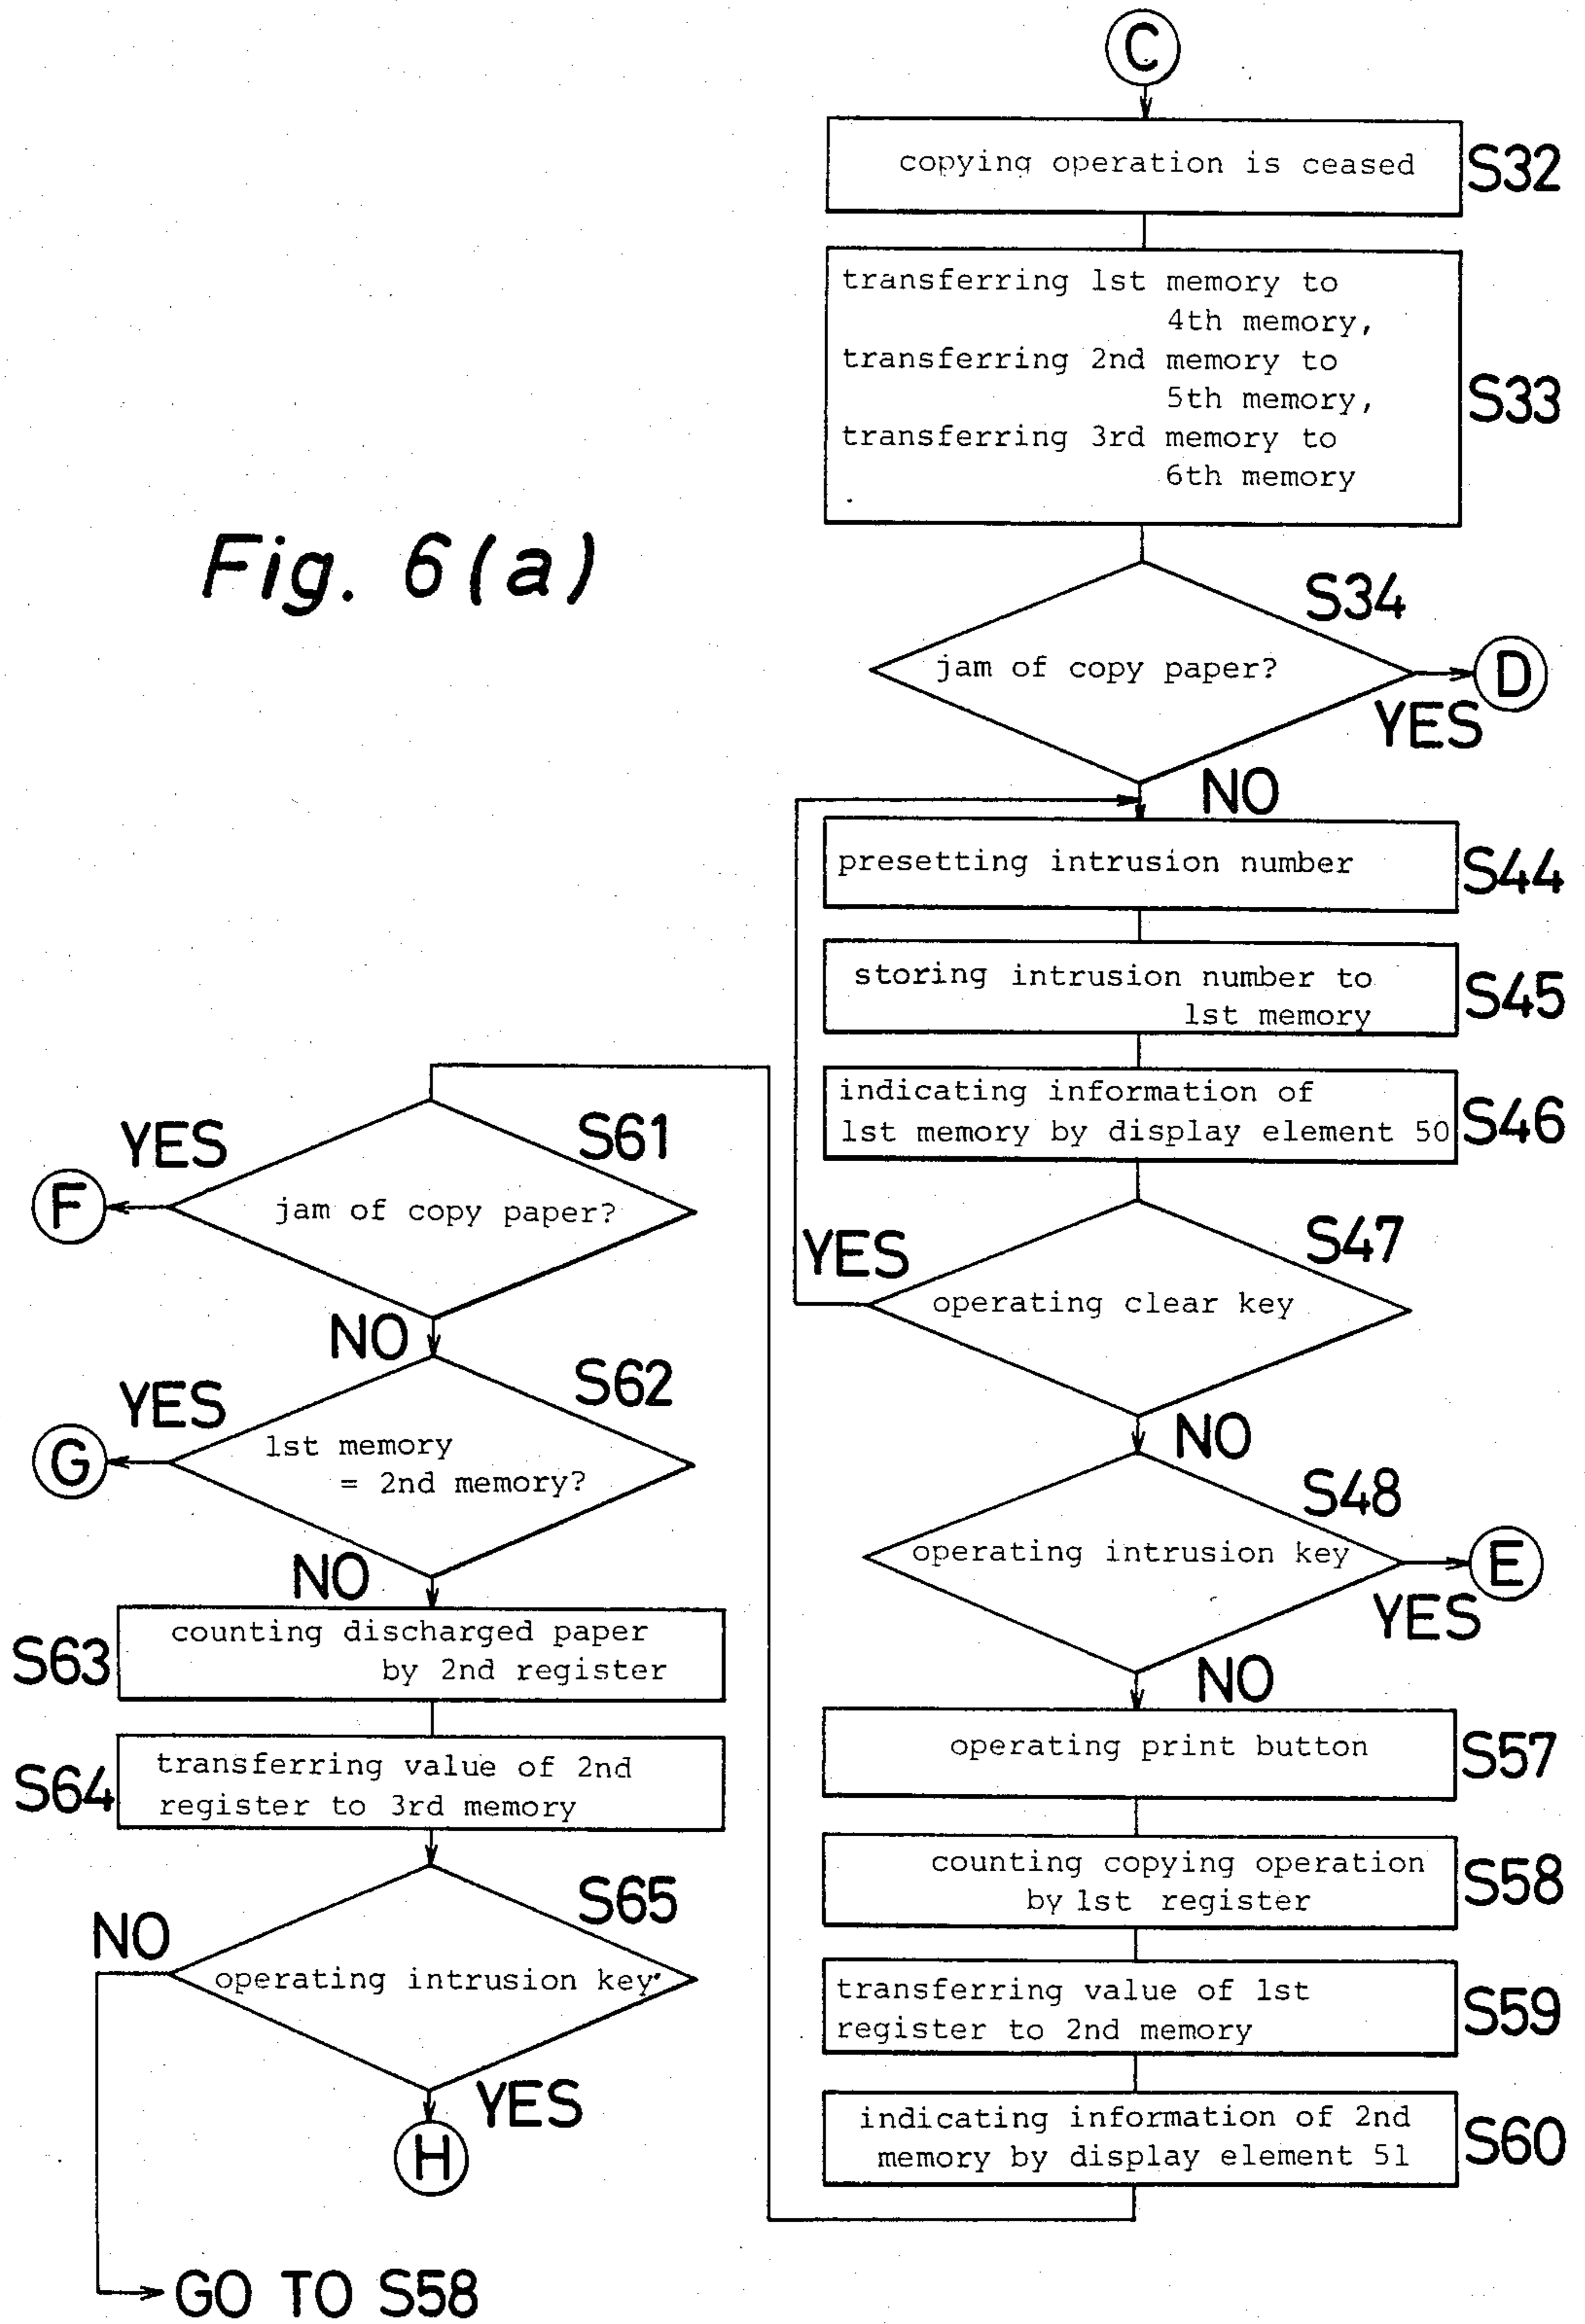 C
copying operation is ceased
S32
transferring 1st memory to
4th memory,
transferring 2nd memory to
5th memory,
transferring 3rd memory to
6th memory
S33
Fig. 6(a)
S34
jam of copy paper?
D
YES
NO
presetting intrusion number
S44
storing intrusion number to
1st memory
S45
indicating information of
1st memory by display element 50
S46
S47
YES
operating clear key
NO
S48
operating intrusion key
E
YES
NO
operating print button
S57
counting copying operation
by 1st register
S58
transferring value of 1st
register to 2nd memory
S59
indicating information of 2nd
memory by display element 51
S60
YES
S61
F
jam of copy paper?
NO
S62
YES
G
1st memory
= 2nd memory?
NO
counting discharged paper
by 2nd register
S63
transferring value of 2nd
register to 3rd memory
S64
S65
NO
operating intrusion key
YES
H
GO TO S58